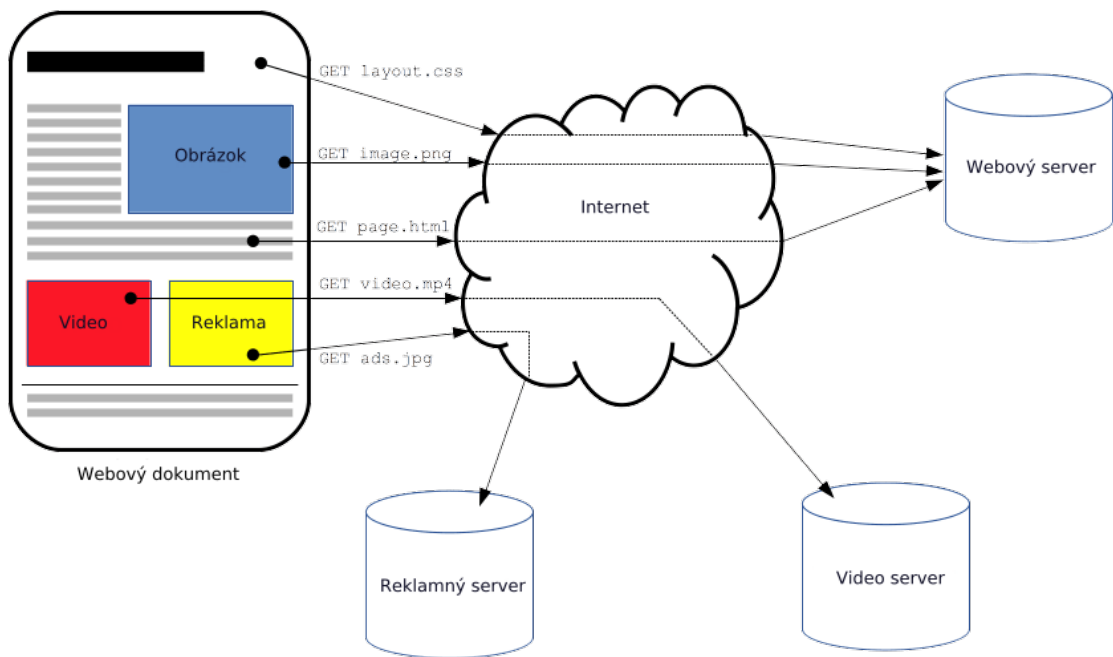 GET layout.css
Obrázok
GET image.png
Webový server
Internet
GET page.html
GET video.mp4
Video
Reklama
GET ads.jpg
Webový dokument
Reklamný server
Video server